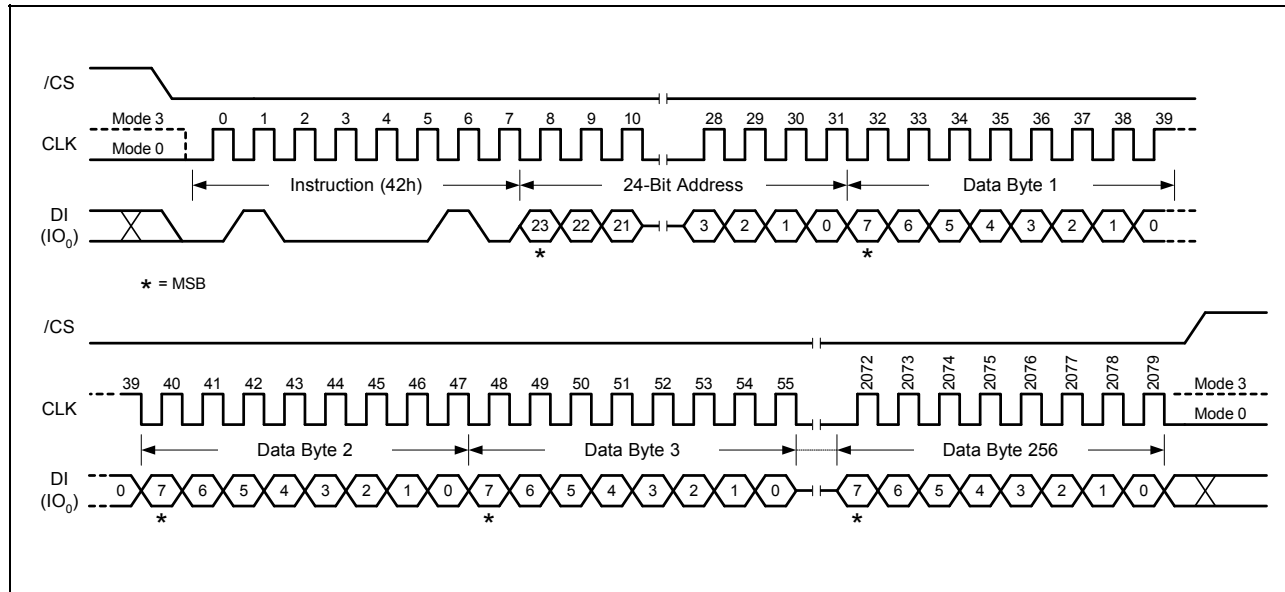 /CS
Mode 3 0 1 2 3 4 5 6 7 8 9 10 28 29 30 31 32 33 34 35 36 37 38 39
CLK
Mode 0
Instruction (42h) 24-Bit Address Data Byte 1
DI
(IO0) 23 22 21 3 2 1 0 7 6 5 4 3 2 1 0
* *
* = MSB
/CS
39 40 41 42 43 44 45 46 47 48 49 50 51 52 53 54 55 2072 2073 2074 2075 2076 2077 2078 2079
Mode 3
CLK
Mode 0
Data Byte 2 Data Byte 3 Data Byte 256
DI
(IO0) 0 7 6 5 4 3 2 1 0 7 6 5 4 3 2 1 0 7 6 5 4 3 2 1 0
* * *